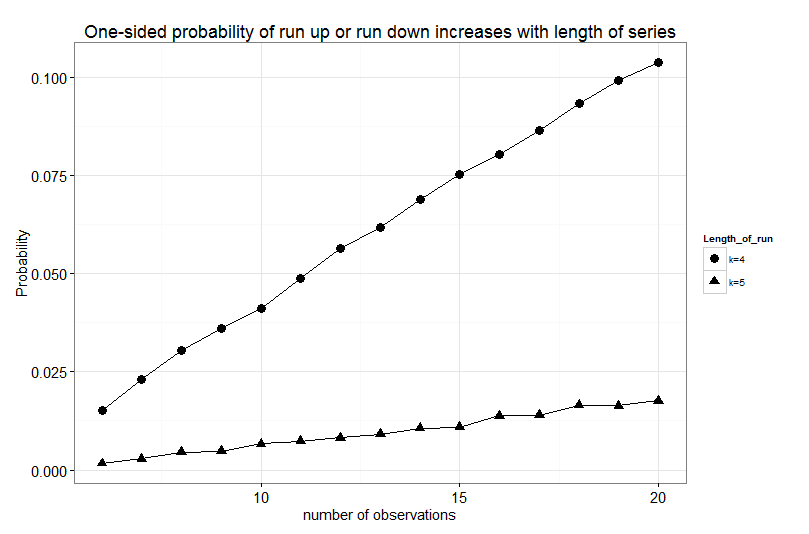 One-sided probability of run up or run down increases with length of series
0.100
0.075
0.050
0.025
0.000
Probability
10
15
20
number of observations
Length_of_run
k=4
k=5